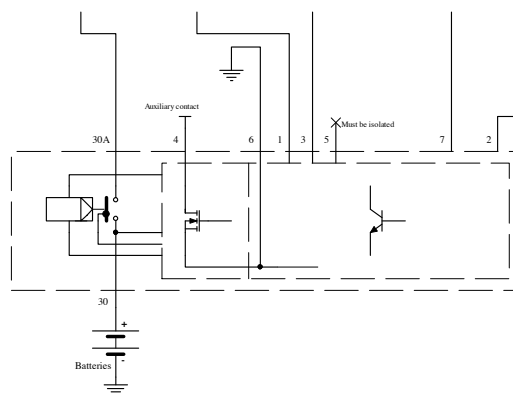 Auxiliary contact
Must be isolated
30A 4 6 1 3 5 7 2
30
+
-
Batteries